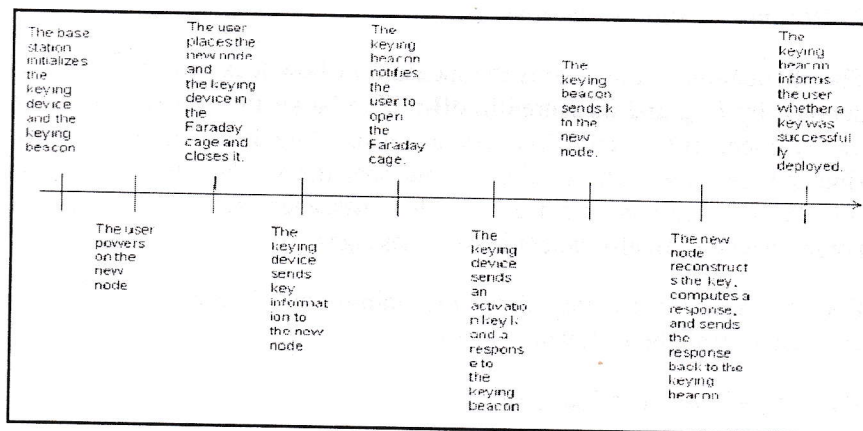 The base
station
initializes
the
keying
device
and the
keying
beacon
The user
powers
on the
new
node
The user
places the
new node
and
the keying
device in
the
Faraday
cage and
closes it.
The
keying
device
sends
key
informat
ion to
the new
node
The
keying
beacon
notifies
the
user to
open
the
Faraday
cage.
The
keying
device
sends
an
activatio
n key k
and a
respons
e to
the
keying
beacon
The
keying
beacon
sends k
to the
new
node.
The new
node
reconstruct
s the key,
computes a
response,
and sends
the
response
back to the
keying
beacon
The
keying
beacon
informs
the user
whether a
key was
successful
ly
deployed.